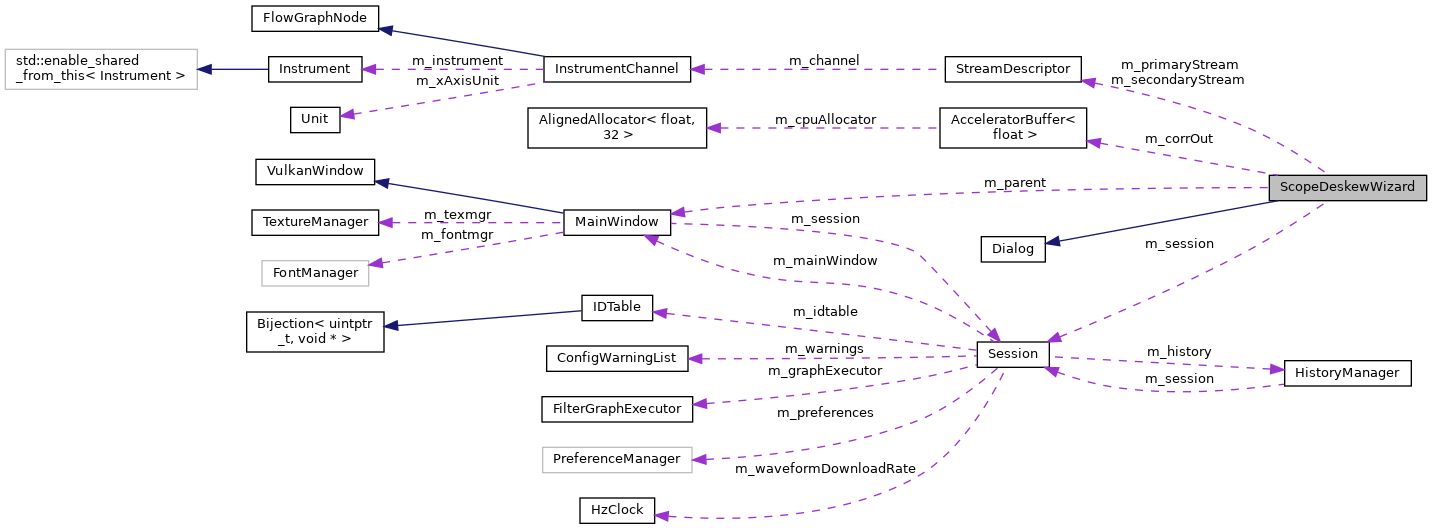 FlowGraphNode
std::enable_shared
_from_this< Instrument >
Instrument
m_instrument
m_xAxisUnit
InstrumentChannel
m_channel
StreamDescriptor
m_primaryStream
m_secondaryStream
Unit
AlignedAllocator< float,
32 >
m_cpuAllocator
AcceleratorBuffer<
float >
m_corrOut
VulkanWindow
m_parent
ScopeDeskewWizard
TextureManager
m_texmgr
m_fontmgr
MainWindow
m_session
Dialog
m_session
FontManager
m_mainWindow
IDTable
m_idtable
Bijection< uintptr
_t, void * >
ConfigWarningList
m_warnings
Session
m_history
m_session
HistoryManager
m_graphExecutor
FilterGraphExecutor
m_preferences
PreferenceManager
m_waveformDownloadRate
HzClock